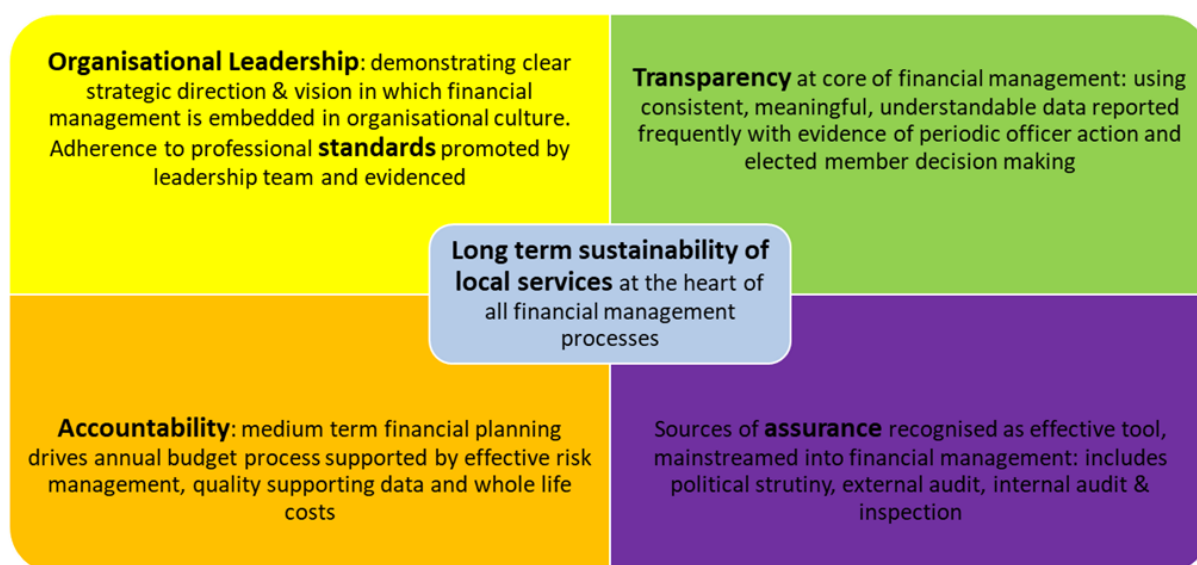 Organisational Leadership: demonstrating clear
strategic direction & vision in which financial
management is embedded in organisational culture.
Adherence to professional standards promoted by
leadership team and evidenced
Transparency at core of financial management: using
consistent, meaningful, understandable data reported
frequently with evidence of periodic officer action and
elected member decision making
Long term sustainability of
local services at the heart of
all financial management
processes
Accountability: medium term financial planning
drives annual budget process supported by effective risk
management, quality supporting data and whole life
costs
Sources of assurance recognised as effective tool,
mainstreamed into financial management: includes
political strutiny, external audit, internal audit &
inspection